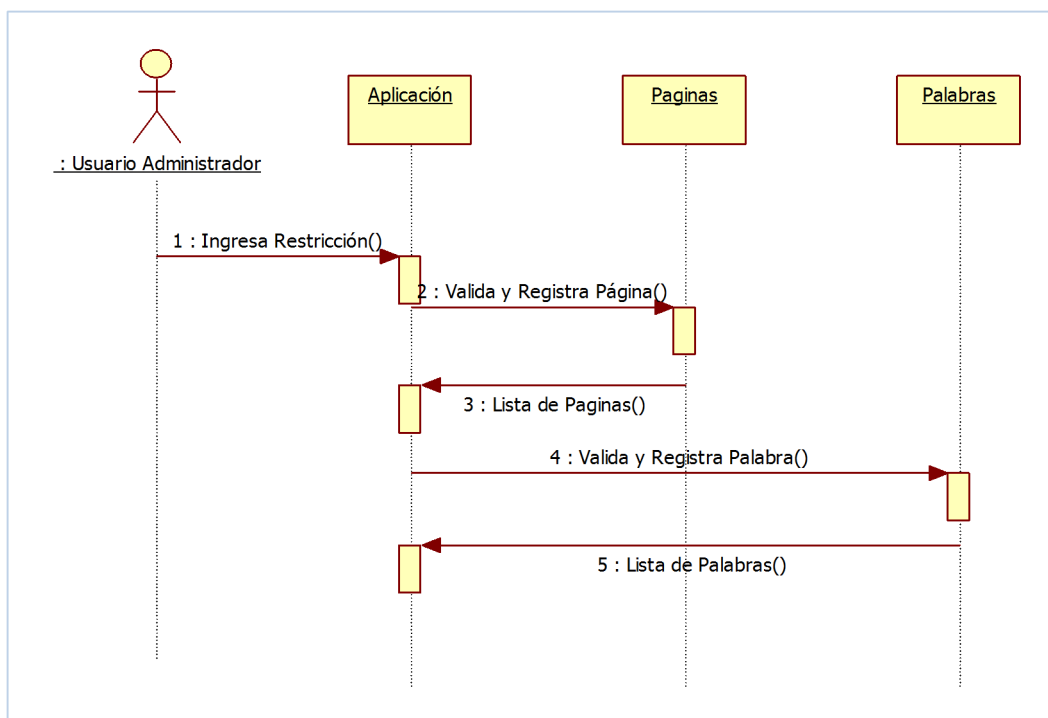 Aplicación
Paginas
Palabras
: Usuario Administrador
1 : Ingresa Restricción()
2 : Valida y Registra Página()
3 : Lista de Paginas()
4 : Valida y Registra Palabra()
5 : Lista de Palabras()